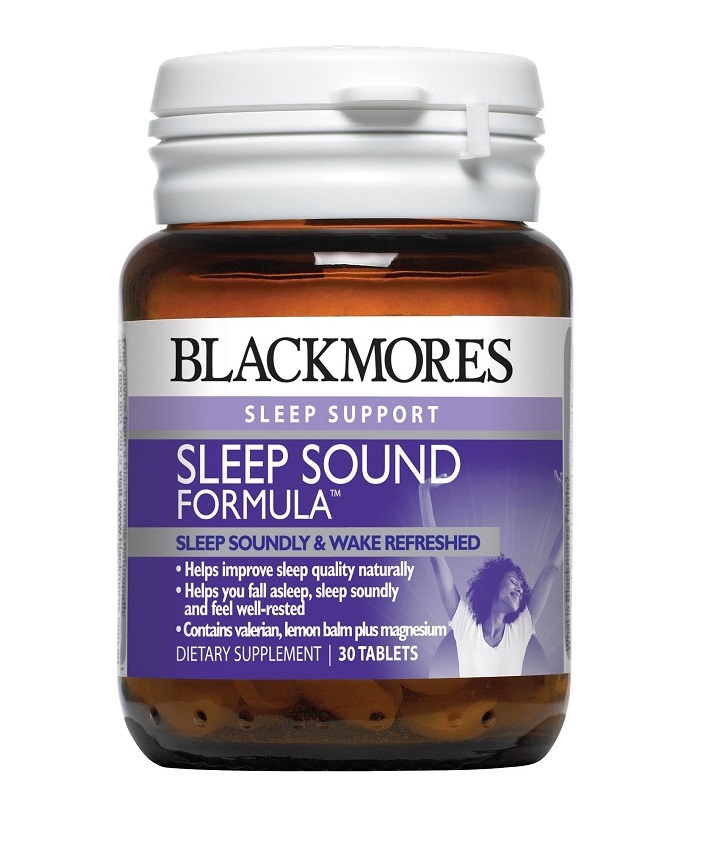 BLACKMORES
SLEEP SUPPORT
SLEEP SOUND
FORMULA™
SLEEP SOUNDLY & WAKE REFRESHED
• Helps improve sleep quality naturally
• Helps you fall asleep, sleep soundly
and feel well-rested
• Contains valerian, lemon balm plus magnesium
DIETARY SUPPLEMENT | 30 TABLETS